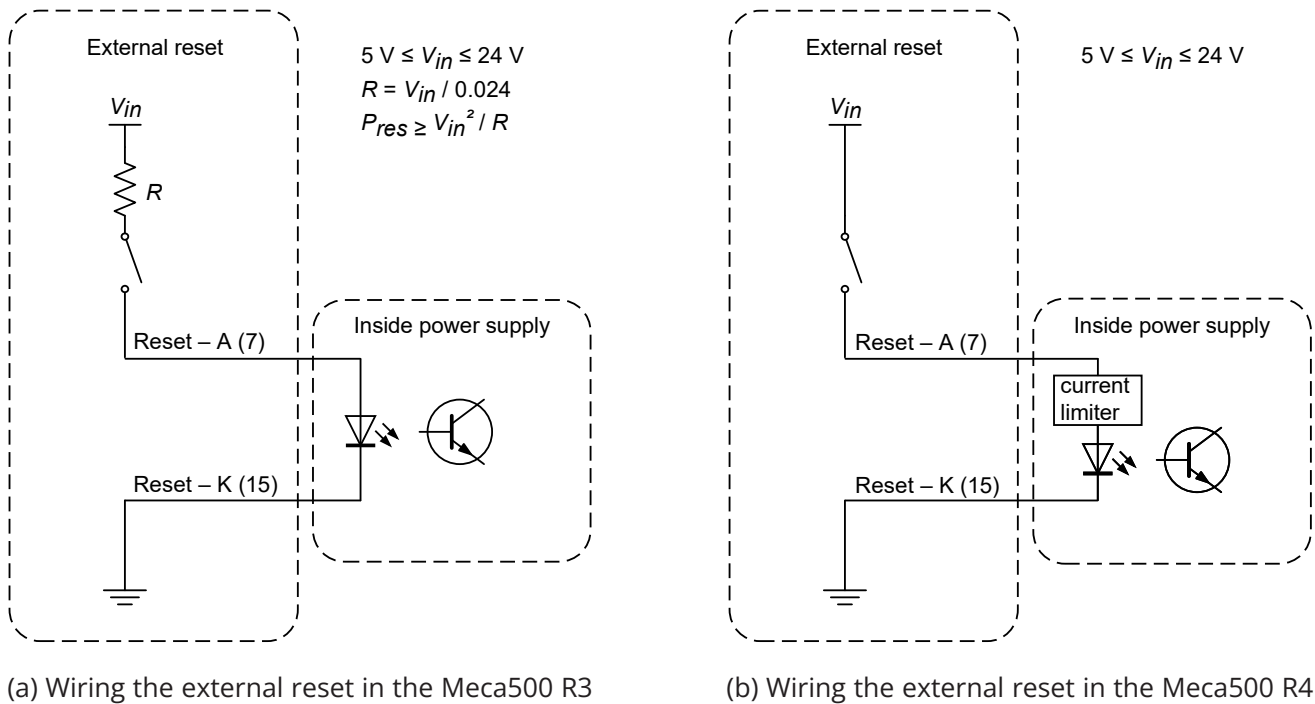 External reset
5 V ≤ Vin ≤ 24 V
R = Vin / 0.024
Pres ≥ Vin² / R
Vin
R
Reset – A (7)
Inside power supply
Reset – K (15)
(a) Wiring the external reset in the Meca500 R3
External reset
5 V ≤ Vin ≤ 24 V
Vin
Reset – A (7)
Inside power supply
current
limiter
Reset – K (15)
(b) Wiring the external reset in the Meca500 R4